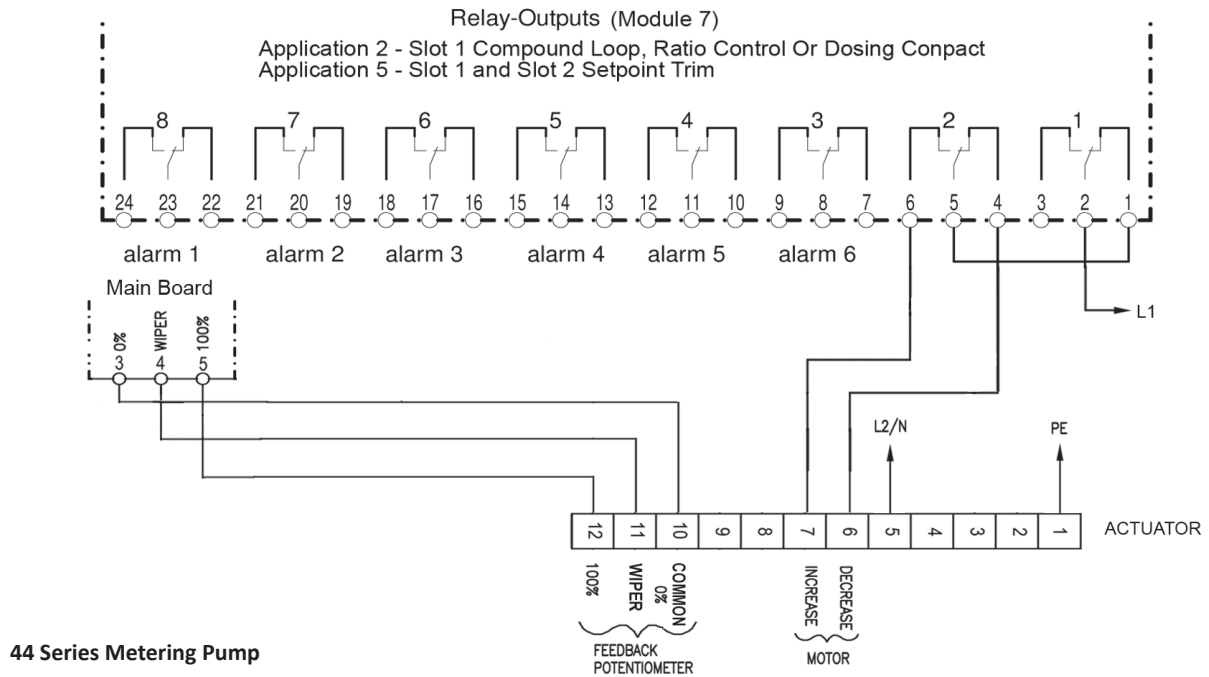 Relay-Outputs (Module 7)
Application 2 - Slot 1 Compound Loop, Ratio Control Or Dosing Conpact
Application 5 - Slot 1 and Slot 2 Setpoint Trim
8 7 6 5 4 3 2 1
24 23 22 21 20 19 18 17 16 15 14 13 12 11 10 9 8 7 6 5 4 3 2 1
alarm 1 alarm 2 alarm 3 alarm 4 alarm 5 alarm 6
Main Board
L1
0% WIPER 100%
3 4 5
L2/N PE
12 11 10 9 8 7 6 5 4 3 2 1
ACTUATOR
100% WIPER COMMON 0% INCREASE DECREASE
FEEDBACK POTENTIOMETER
MOTOR
44 Series Metering Pump